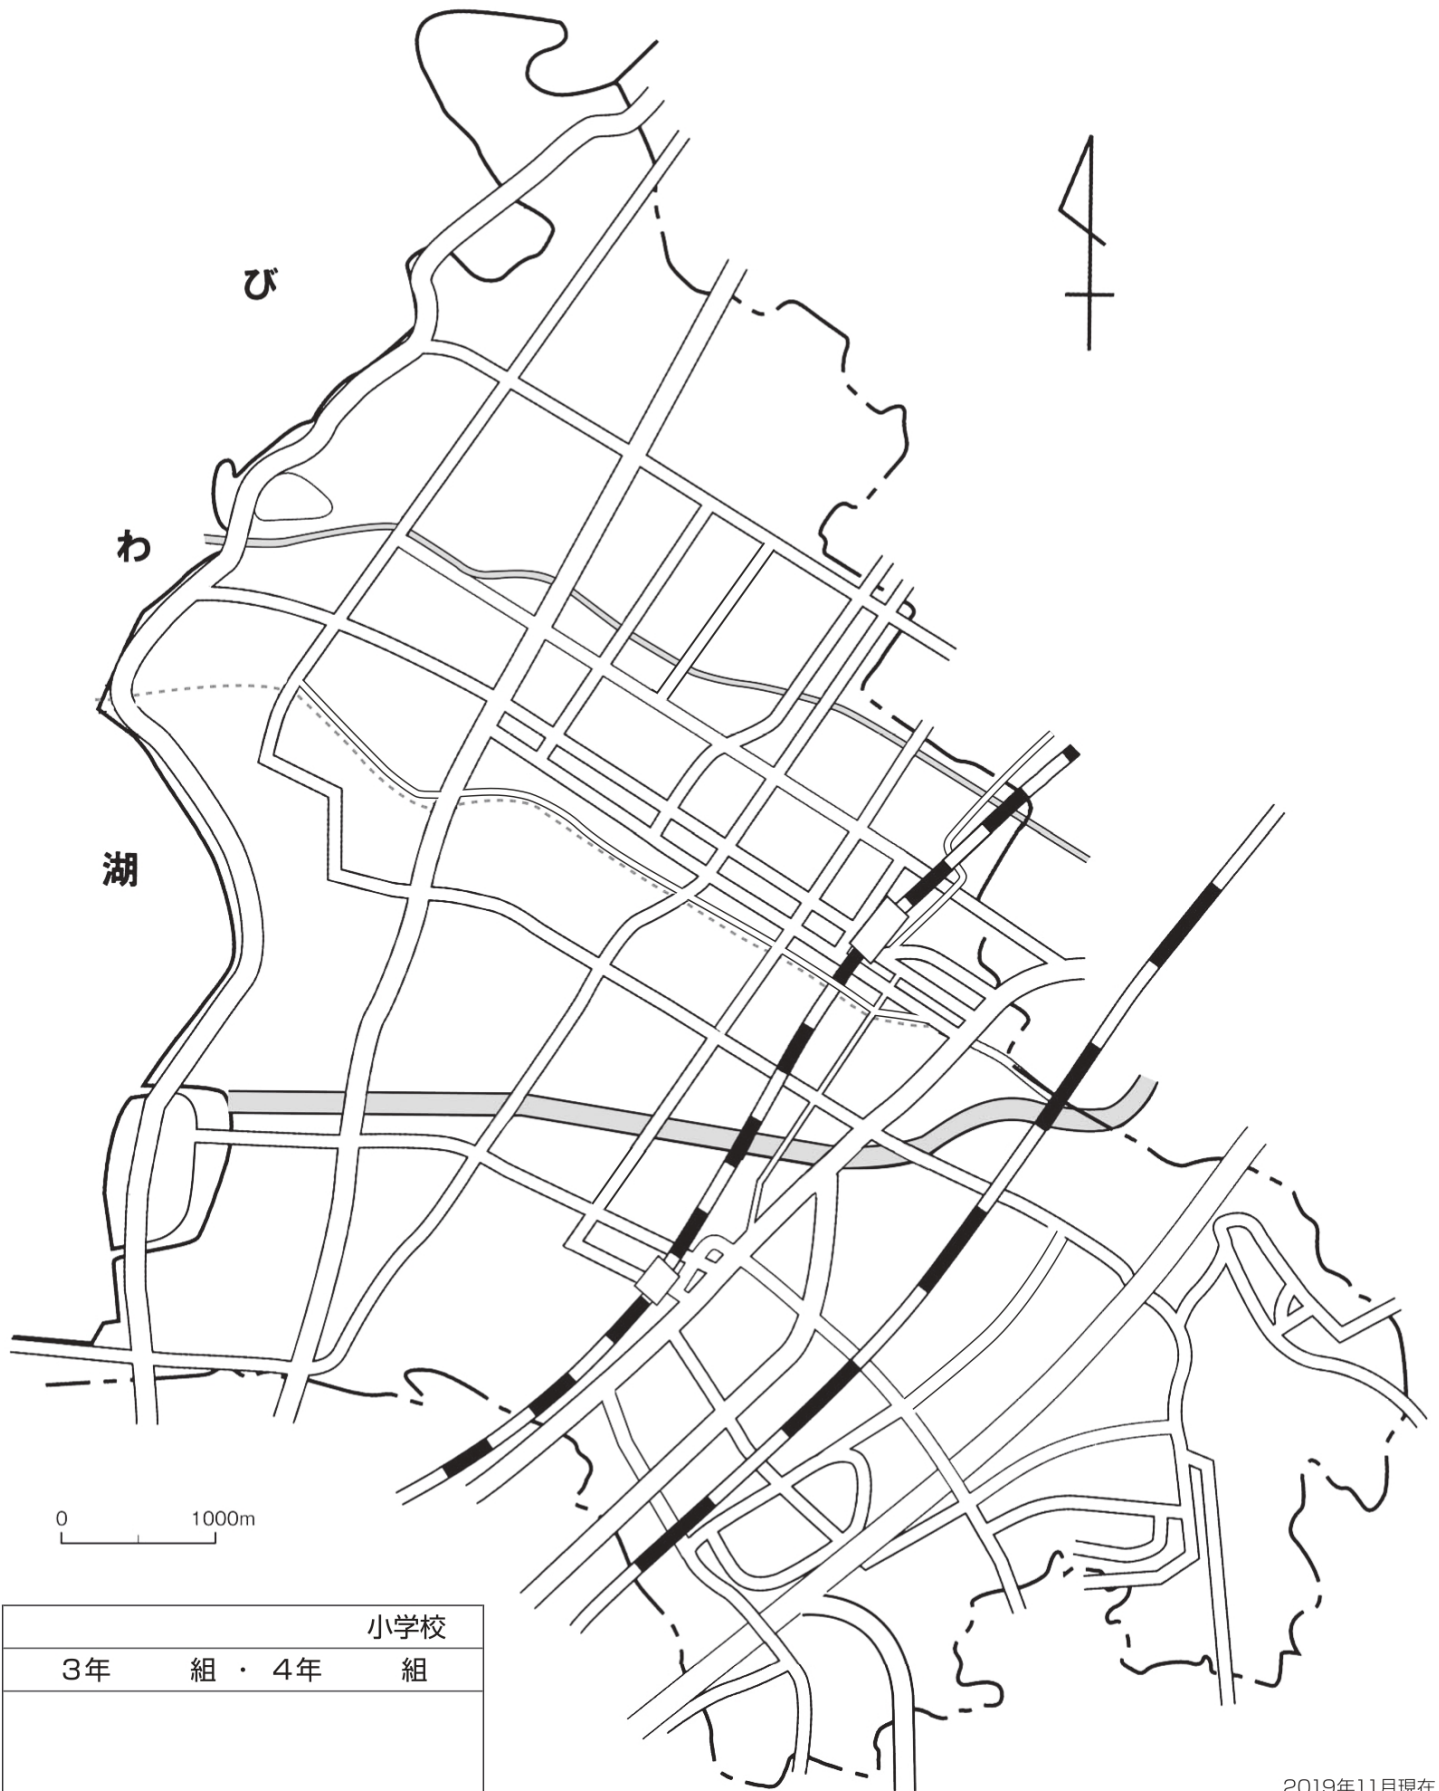 び
わ
湖
0 1000m
小学校
3年 組 ・ 4年 組
2019年11月現在